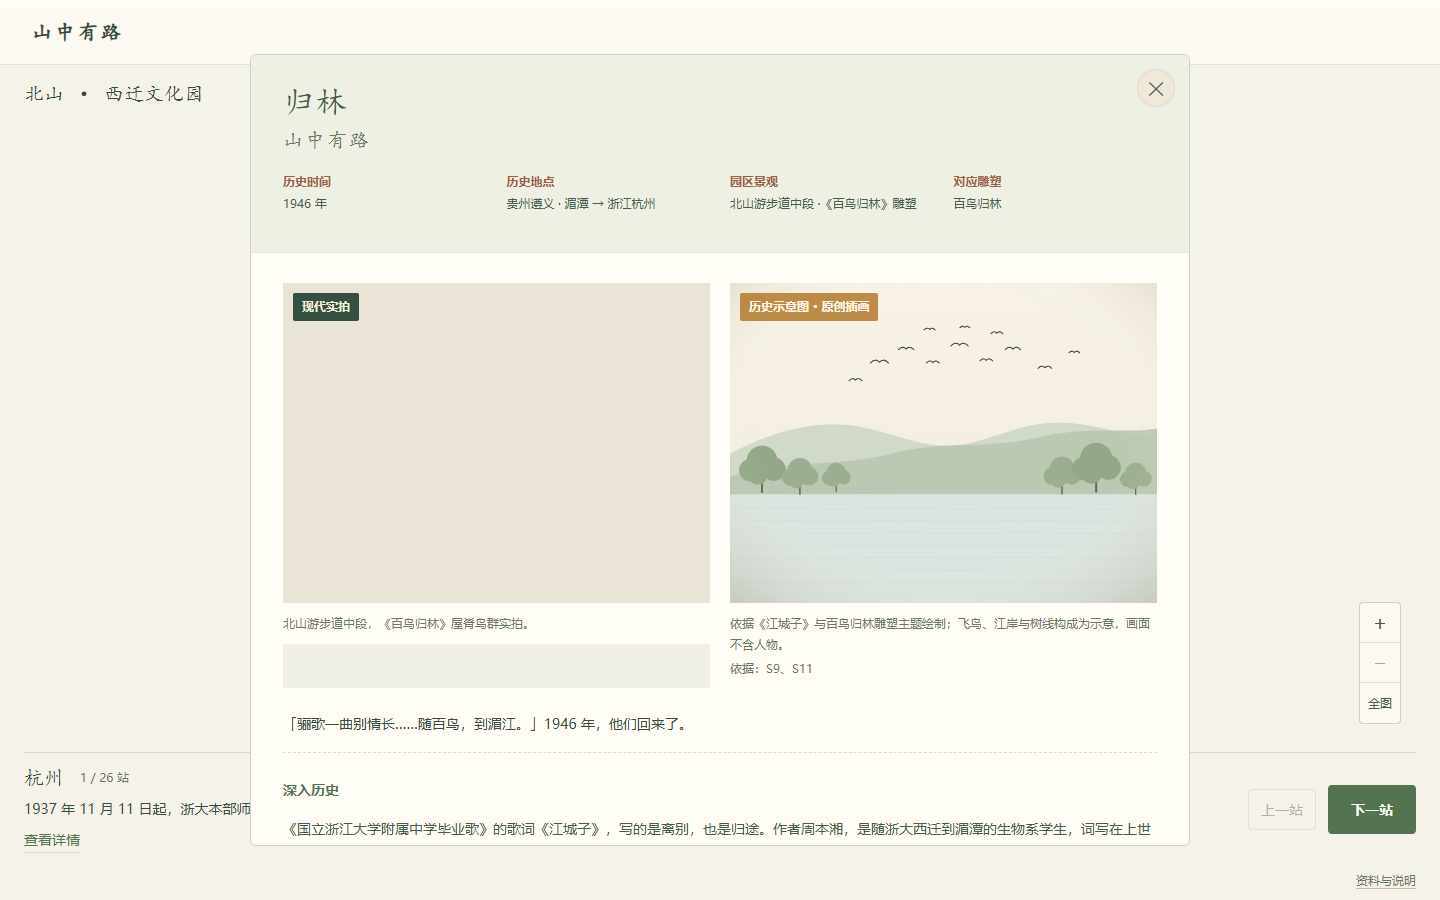 山中有路
北山 • 西迁文化园
归林
山中有路
历史时间
1946 年
历史地点
贵州遵义 · 湄潭 → 浙江杭州
园区景观
北山游步道中段 ·《百鸟归林》雕塑
对应雕塑
百鸟归林
现代实拍
历史示意图 • 原创插画
北山游步道中段，《百鸟归林》屋脊鸟群实拍。
依据《江城子》与百鸟归林雕塑主题绘制；飞鸟、江岸与树线构成为示意，画面
不含人物。
依据：S9、S11
「骊歌一曲别情长……随百鸟，到湄江。」1946 年，他们回来了。
深入历史
《国立浙江大学附属中学毕业歌》的歌词《江城子》，写的是离别，也是归途。作者周本湘，是随浙大西迁到湄潭的生物系学生，词写在上世
+
−
全图
杭州 1 / 26 站
1937 年 11 月 11 日起，浙大本部师
查看详情
上一站
下一站
资料与说明